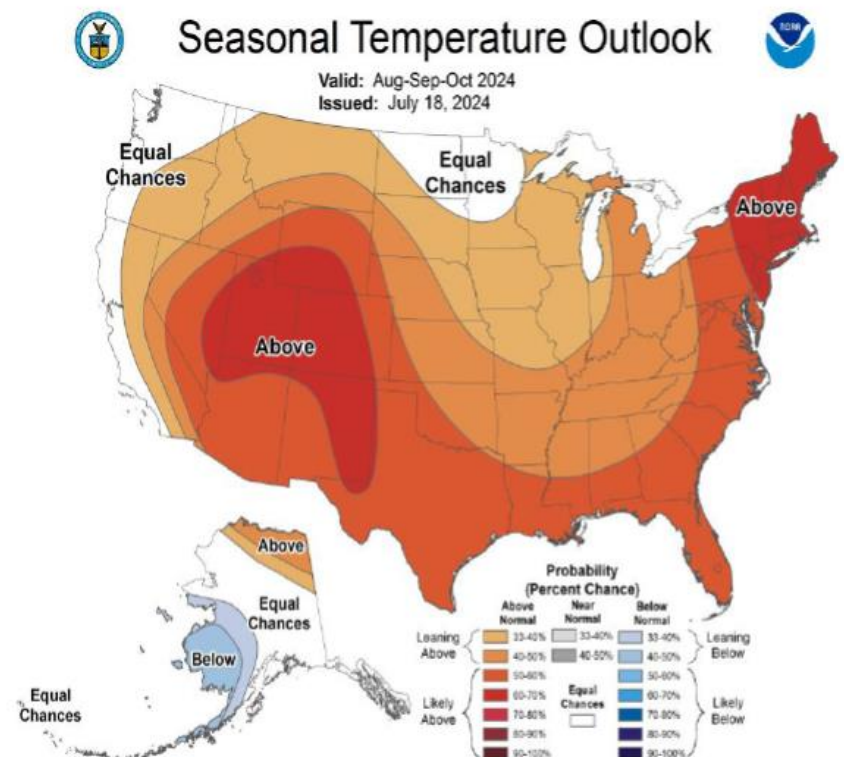 NOAA
Seasonal Temperature Outlook
Valid: Aug-Sep-Oct 2024
Issued: July 18, 2024
Equal
Chances
Equal
Chances
Above
Above
Above
Equal
Chances
Below
Equal
Chances
Probability
(Percent Chance)
Above
Normal
Near
Normal
Below
Normal
Leaning
Above
33-40%
40-50%
33-40%
40-50%
33-40%
40-50%
Leaning
Below
Likely
Above
50-60%
60-70%
70-80%
80-90%
90-100%
Equal
Chances
50-60%
60-70%
70-80%
80-90%
90-100%
Likely
Below